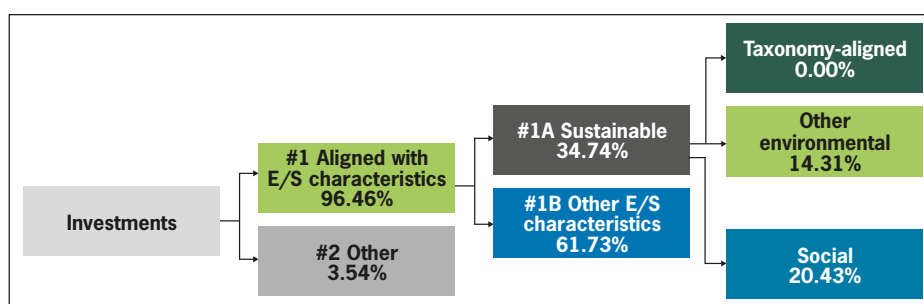 Investments
#1 Aligned with
E/S characteristics
96.46%
#2 Other
3.54%
#1A Sustainable
34.74%
#1B Other E/S
characteristics
61.73%
Taxonomy-aligned
0.00%
Other
environmental
14.31%
Social
20.43%